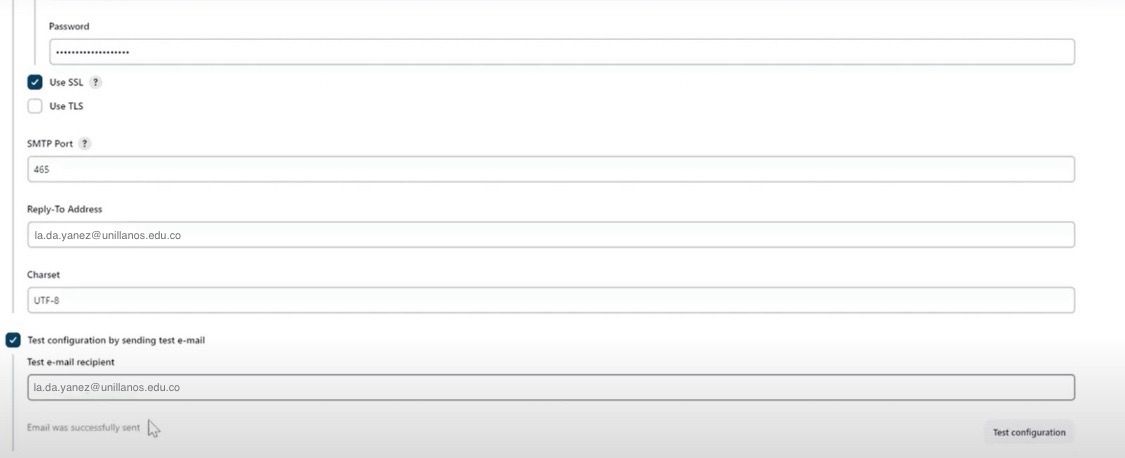 Password
•••••••••••••••••••
Use SSL ?
Use TLS
SMTP Port ?
465
Reply-To Address
la.da.yanez@unillanos.edu.co
Charset
UTF-8
Test configuration by sending test e-mail
Test e-mail recipient
la.da.yanez@unillanos.edu.co
Email was successfully sent
Test configuration